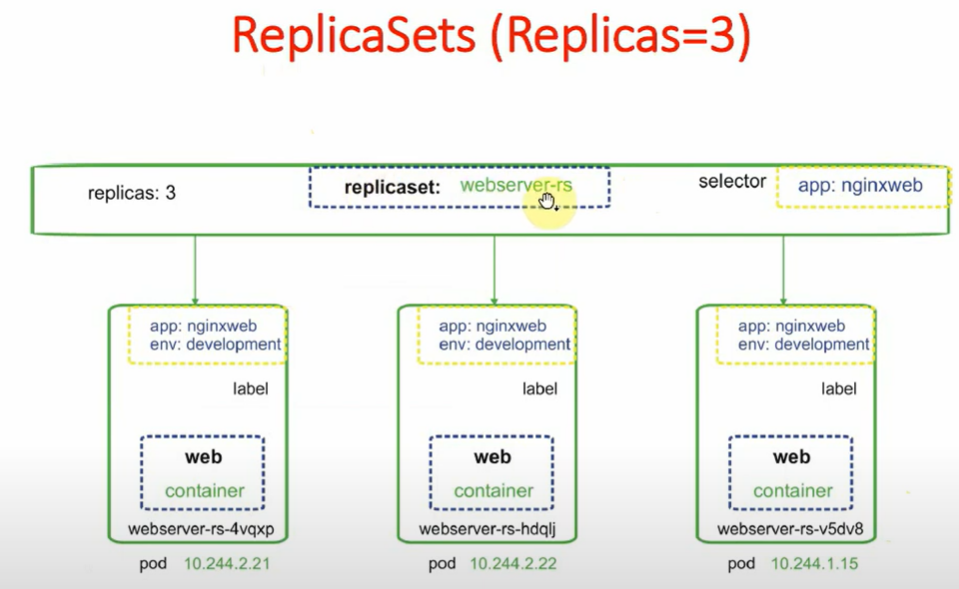 ReplicaSets (Replicas=3)
replicas: 3
replicaset: webserver-rs
selector
app: nginxweb
app: nginxweb
env: development
label
web
container
webserver-rs-4vqxp
pod 10.244.2.21
app: nginxweb
env: development
label
web
container
webserver-rs-hdqlj
pod 10.244.2.22
app: nginxweb
env: development
label
web
container
webserver-rs-v5dv8
pod 10.244.1.15